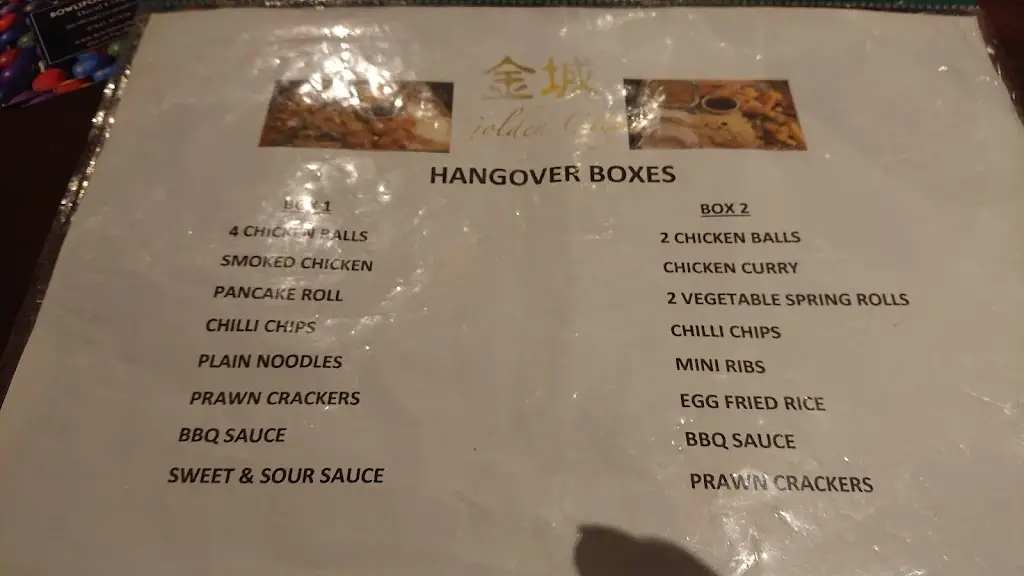 金城
golden
HANGOVER BOXES
BOX 1
4 CHICKEN BALLS
SMOKED CHICKEN
PANCAKE ROLL
CHILLI CHIPS
PLAIN NOODLES
PRAWN CRACKERS
BBQ SAUCE
SWEET & SOUR SAUCE
BOX 2
2 CHICKEN BALLS
CHICKEN CURRY
2 VEGETABLE SPRING ROLLS
CHILLI CHIPS
MINI RIBS
EGG FRIED RICE
BBQ SAUCE
PRAWN CRACKERS